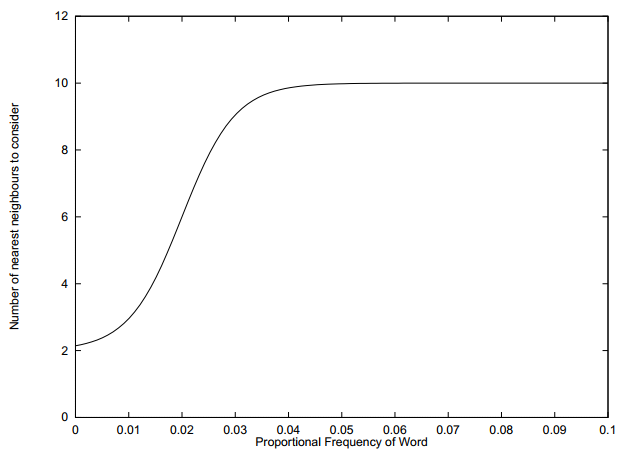 12
10
8
6
4
2
0
Number of nearest neighbours to consider
0 0.01 0.02 0.03 0.04 0.05 0.06 0.07 0.08 0.09 0.1
Proportional Frequency of Word